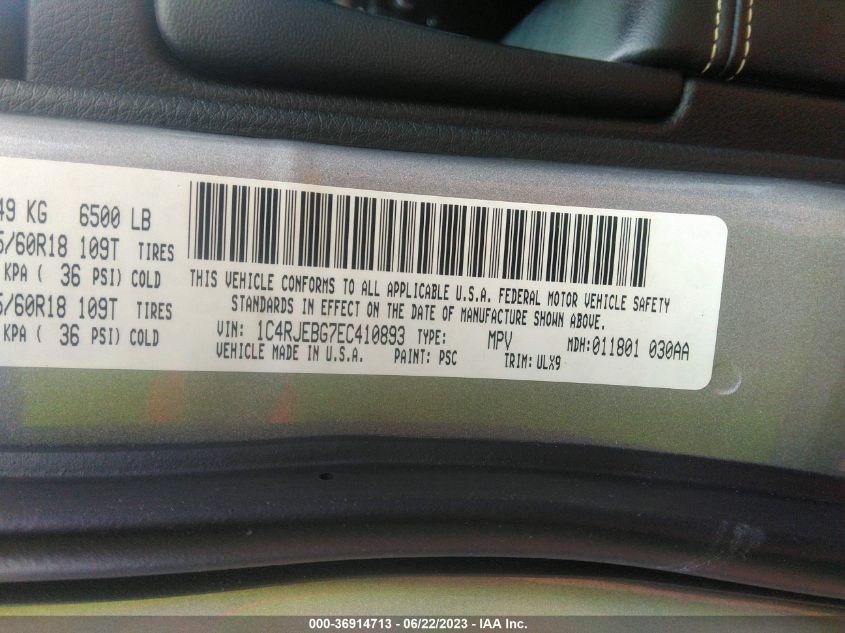 49 KG 6500 LB
5/60R18 109T TIRES
KPA ( 36 PSI) COLD
5/60R18 109T TIRES
KPA ( 36 PSI) COLD
THIS VEHICLE CONFORMS TO ALL APPLICABLE U.S.A. FEDERAL MOTOR VEHICLE SAFETY
STANDARDS IN EFFECT ON THE DATE OF MANUFACTURE SHOWN ABOVE.
VIN: 1C4RJEBG7EC410893 TYPE: MPV MDH:011801 030AA
VEHICLE MADE IN U.S.A. PAINT: PSC TRIM: ULX9
000-36914713 - 06/22/2023 - IAA Inc.